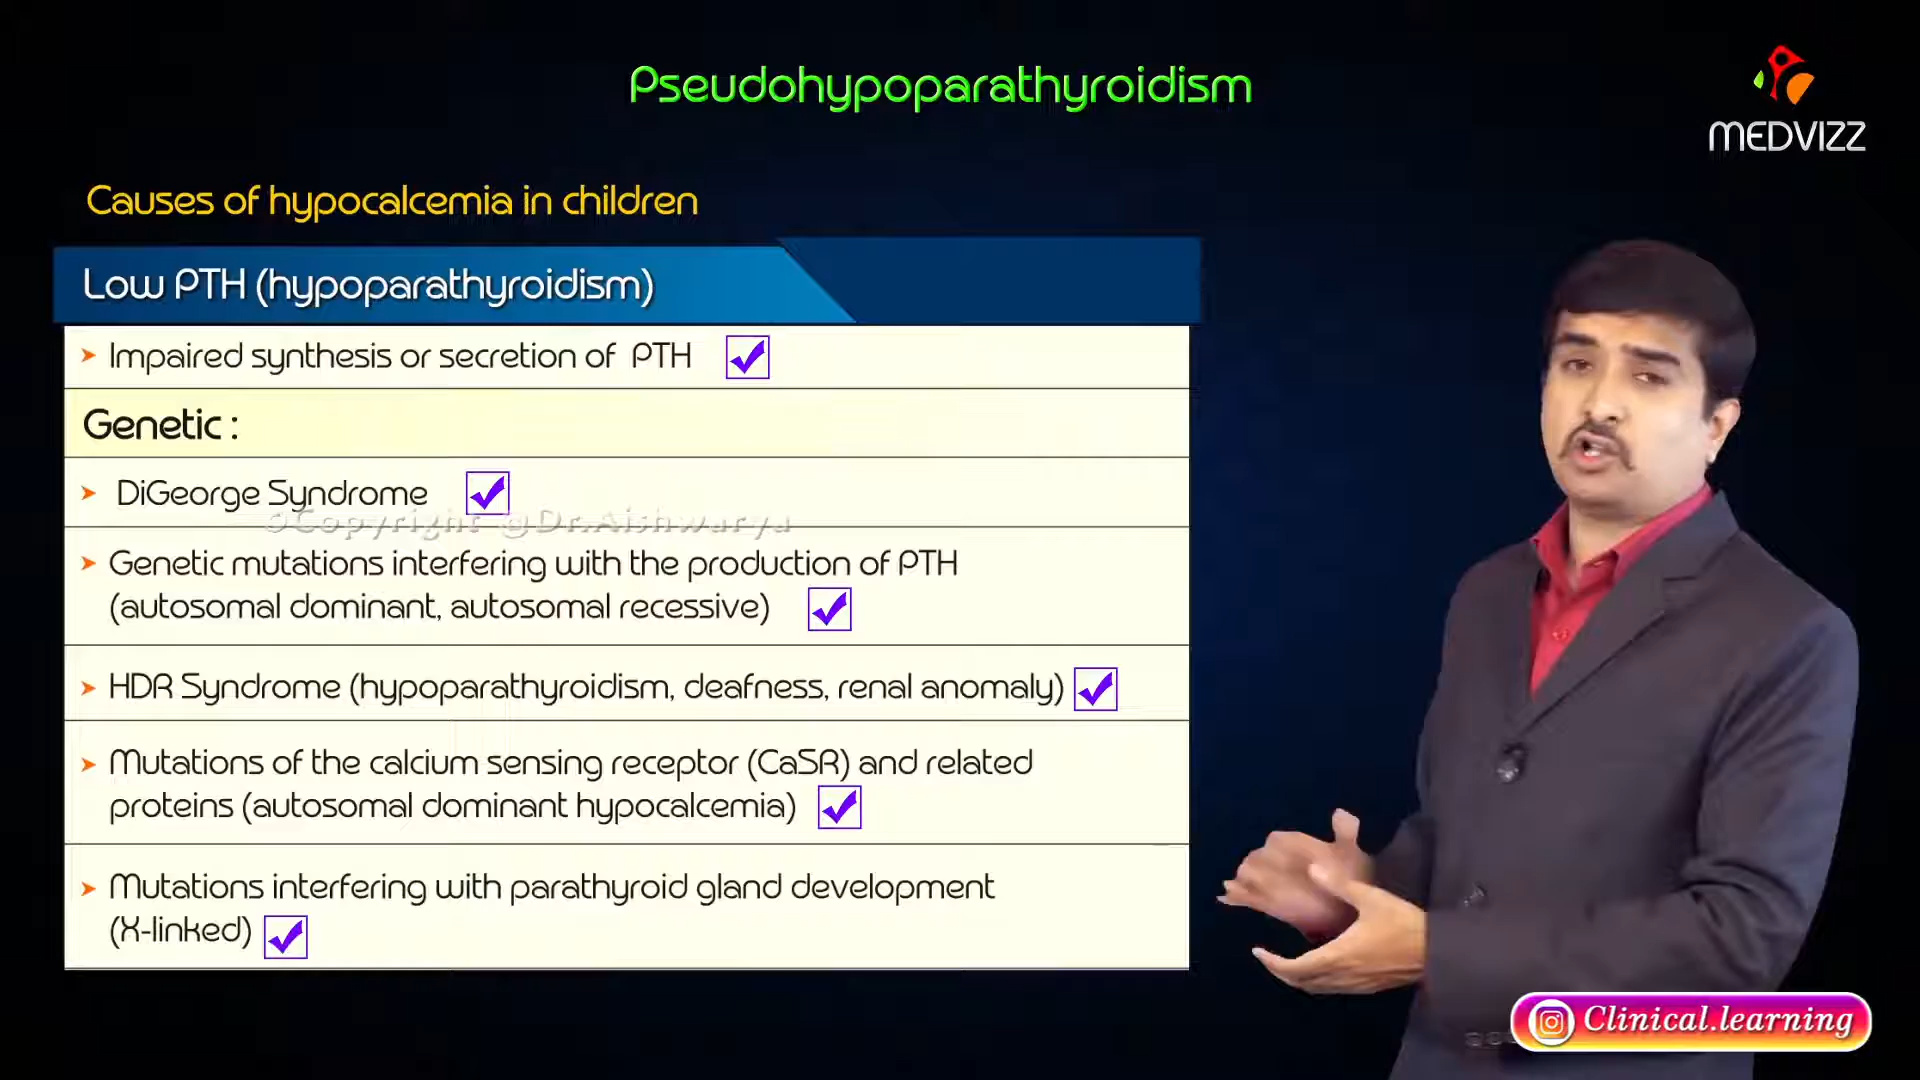 Pseudohypoparathyroidism
MEDVIZZ
Causes of hypocalcemia in children
Low PTH (hypoparathyroidism)
Impaired synthesis or secretion of PTH
Genetic :
DiGeorge Syndrome
©Copyright @Dr.Aishwarya
Genetic mutations interfering with the production of PTH
(autosomal dominant, autosomal recessive)
HDR Syndrome (hypoparathyroidism, deafness, renal anomaly)
Mutations of the calcium sensing receptor (CaSR) and related
proteins (autosomal dominant hypocalcemia)
Mutations interfering with parathyroid gland development
(X-linked)
Clinical.learning